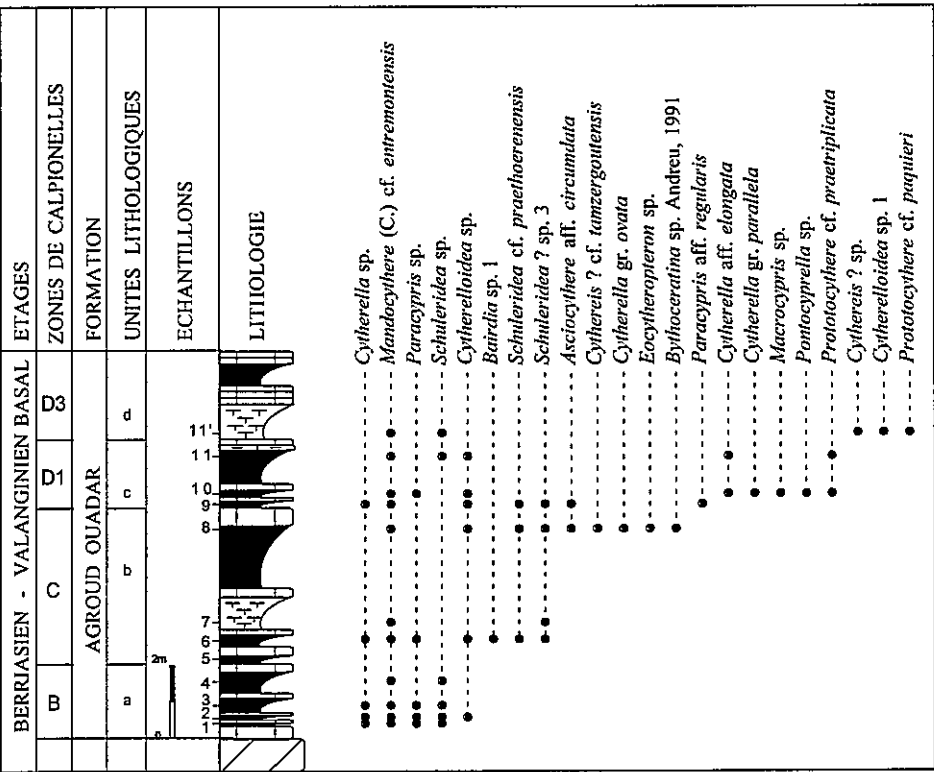 ETAGES
BERRIASIEN - VALANGINIEN BASAL
ZONES DE CALPIONELLES
D3
D1
C
B
FORMATION
AGROUD OUADAR
UNITES LITHOLOGIQUES
d
c
b
a
ECHANTILLONS
2m
0
11'
11
10
9
8
7
6
5
4
3
2
1
LITHOLOGIE
Cytherella sp.
Mandocythere (C.) cf. entremontensis
Paracypris sp.
Schuleridea sp.
Cytherelloidea sp.
Bairdia sp. 1
Schuleridea cf. praethoerenensis
Schuleridea ? sp. 3
Asciocythere aff. circumdata
Cythereis ? cf. tamzergoutensis
Cytherella gr. ovata
Eocytheropteron sp.
Bythoceratina sp. Andreu, 1991
Paracypris aff. regularis
Cytherella aff. elongata
Cytherella gr. parallela
Macrocypris sp.
Pontocyprella sp.
Prototocythere cf. praetriplicata
Cythereis ? sp.
Cytherelloidea sp. 1
Prototocythere cf. paquieri